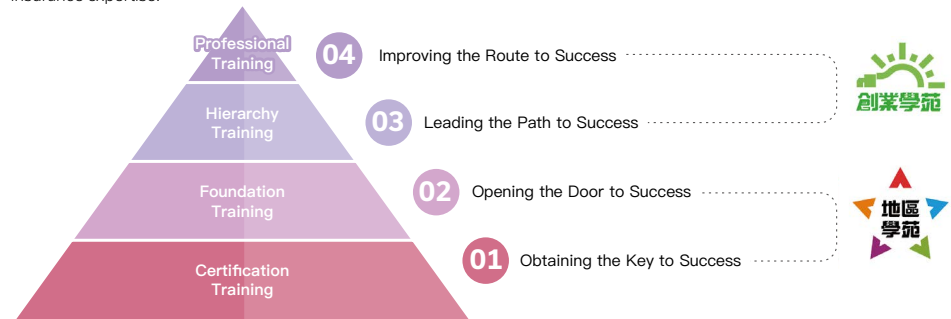 insurance expertise.
Professional
Training
04
Improving the Route to Success
創業學苑
Hierarchy
Training
03
Leading the Path to Success
Foundation
Training
02
Opening the Door to Success
地區
學苑
Certification
Training
01
Obtaining the Key to Success